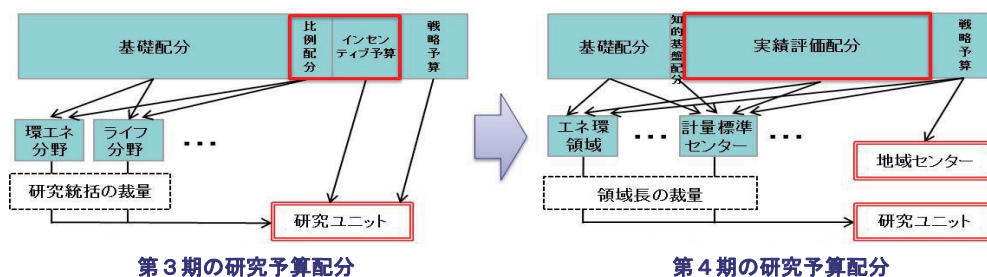 基礎配分
比例配分
インセン
ティブ予算
戦略予算
環エネ
分野
ライフ
分野
…
研究統括の裁量
研究ユニット
第３期の研究予算配分
基礎配分
知的基盤配分
実績評価配分
戦略予算
エネ環
領域
…
計量標準
センター
…
地域センター
領域長の裁量
研究ユニット
第４期の研究予算配分